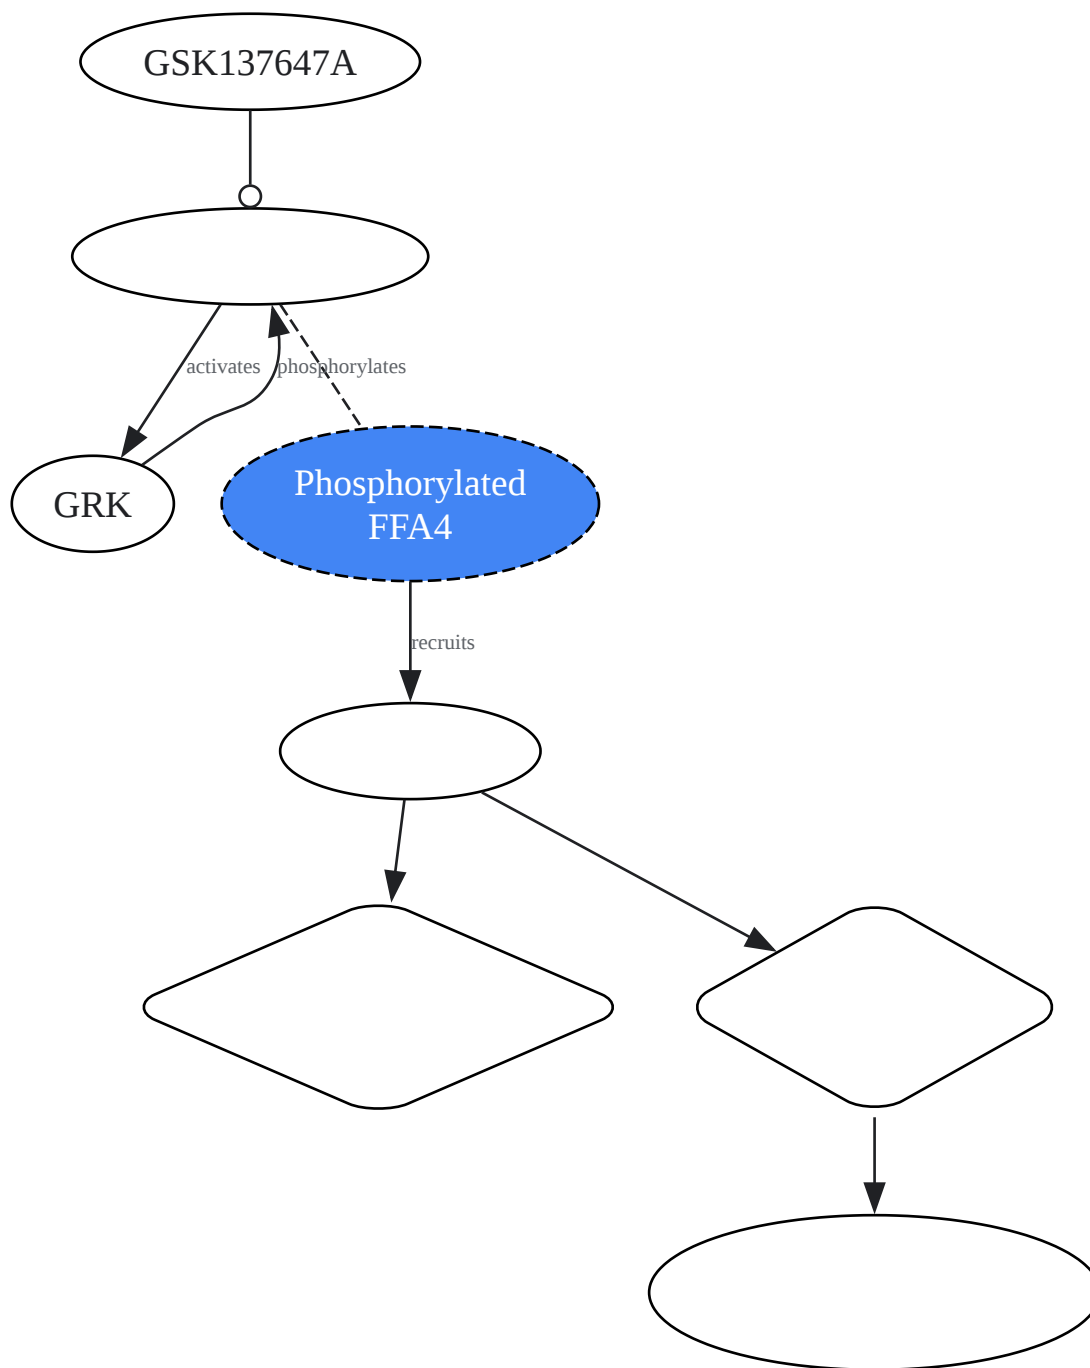 GSK137647A
activates
phosphorylates
GRK
Phosphorylated
FFA4
recruits